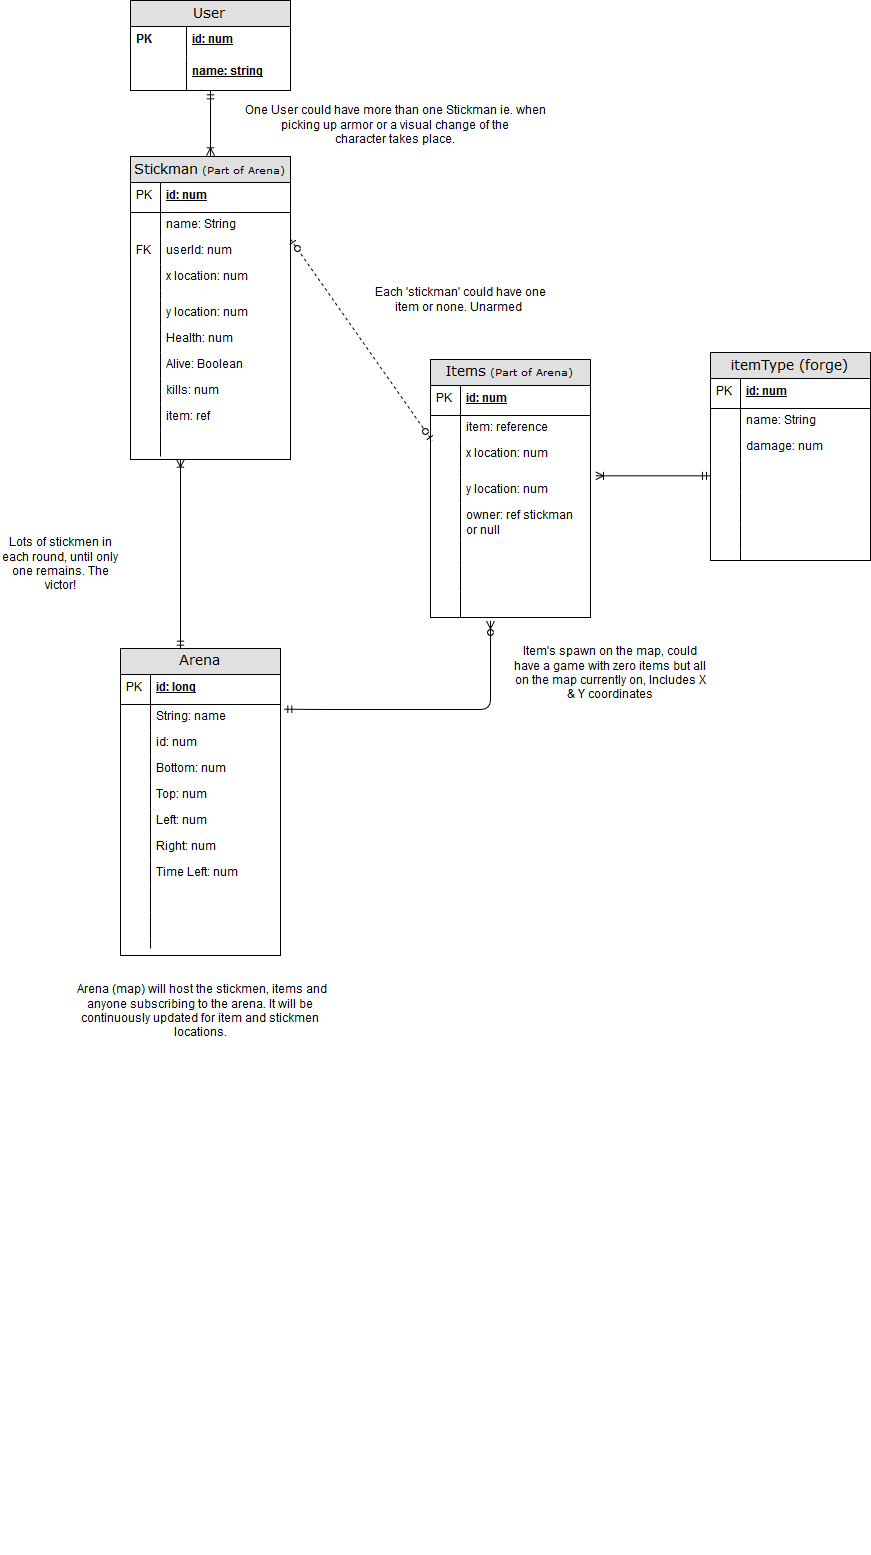 User
PK id: num
name: string
One User could have more than one Stickman ie. when
picking up armor or a visual change of the
character takes place.
Stickman (Part of Arena)
PK id: num
name: String
FK userId: num
x location: num
y location: num
Health: num
Alive: Boolean
kills: num
item: ref
Each 'stickman' could have one
item or none. Unarmed
Items (Part of Arena)
PK id: num
item: reference
x location: num
y location: num
owner: ref stickman
or null
itemType (forge)
PK id: num
name: String
damage: num
Lots of stickmen in
each round, until only
one remains. The
victor!
Item's spawn on the map, could
have a game with zero items but all
on the map currently on, Includes X
& Y coordinates
Arena
PK id: long
String: name
id: num
Bottom: num
Top: num
Left: num
Right: num
Time Left: num
Arena (map) will host the stickmen, items and
anyone subscribing to the arena. It will be
continuously updated for item and stickmen
locations.